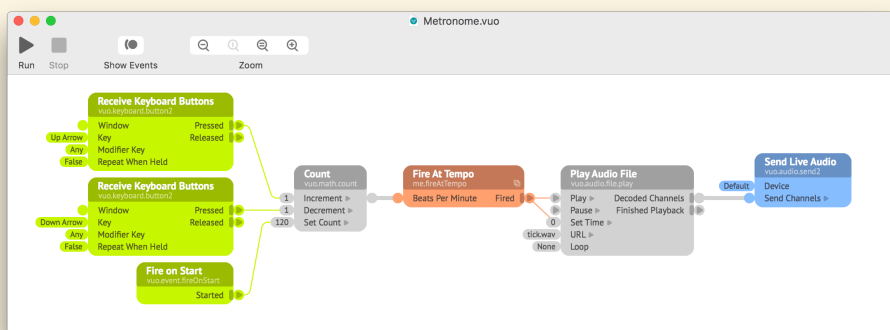 Metronome.vuo
Run Stop Show Events Zoom
Receive Keyboard Buttons
vuo.keyboard.button2
Window Pressed
Up Arrow Key Released
Any Modifier Key
False Repeat When Held
Receive Keyboard Buttons
vuo.keyboard.button2
Window Pressed
Down Arrow Key Released
Any Modifier Key
False Repeat When Held
Fire on Start
vuo.event.fireOnStart
Started
Count
vuo.math.count
1 Increment
1 Decrement
120 Set Count
Fire At Tempo
me.fireAtTempo
Beats Per Minute Fired
Play Audio File
vuo.audio.file.play
Play Decoded Channels
Pause Finished Playback
0 Set Time
tick.wav URL
None Loop
Send Live Audio
vuo.audio.send2
Default Device
Send Channels